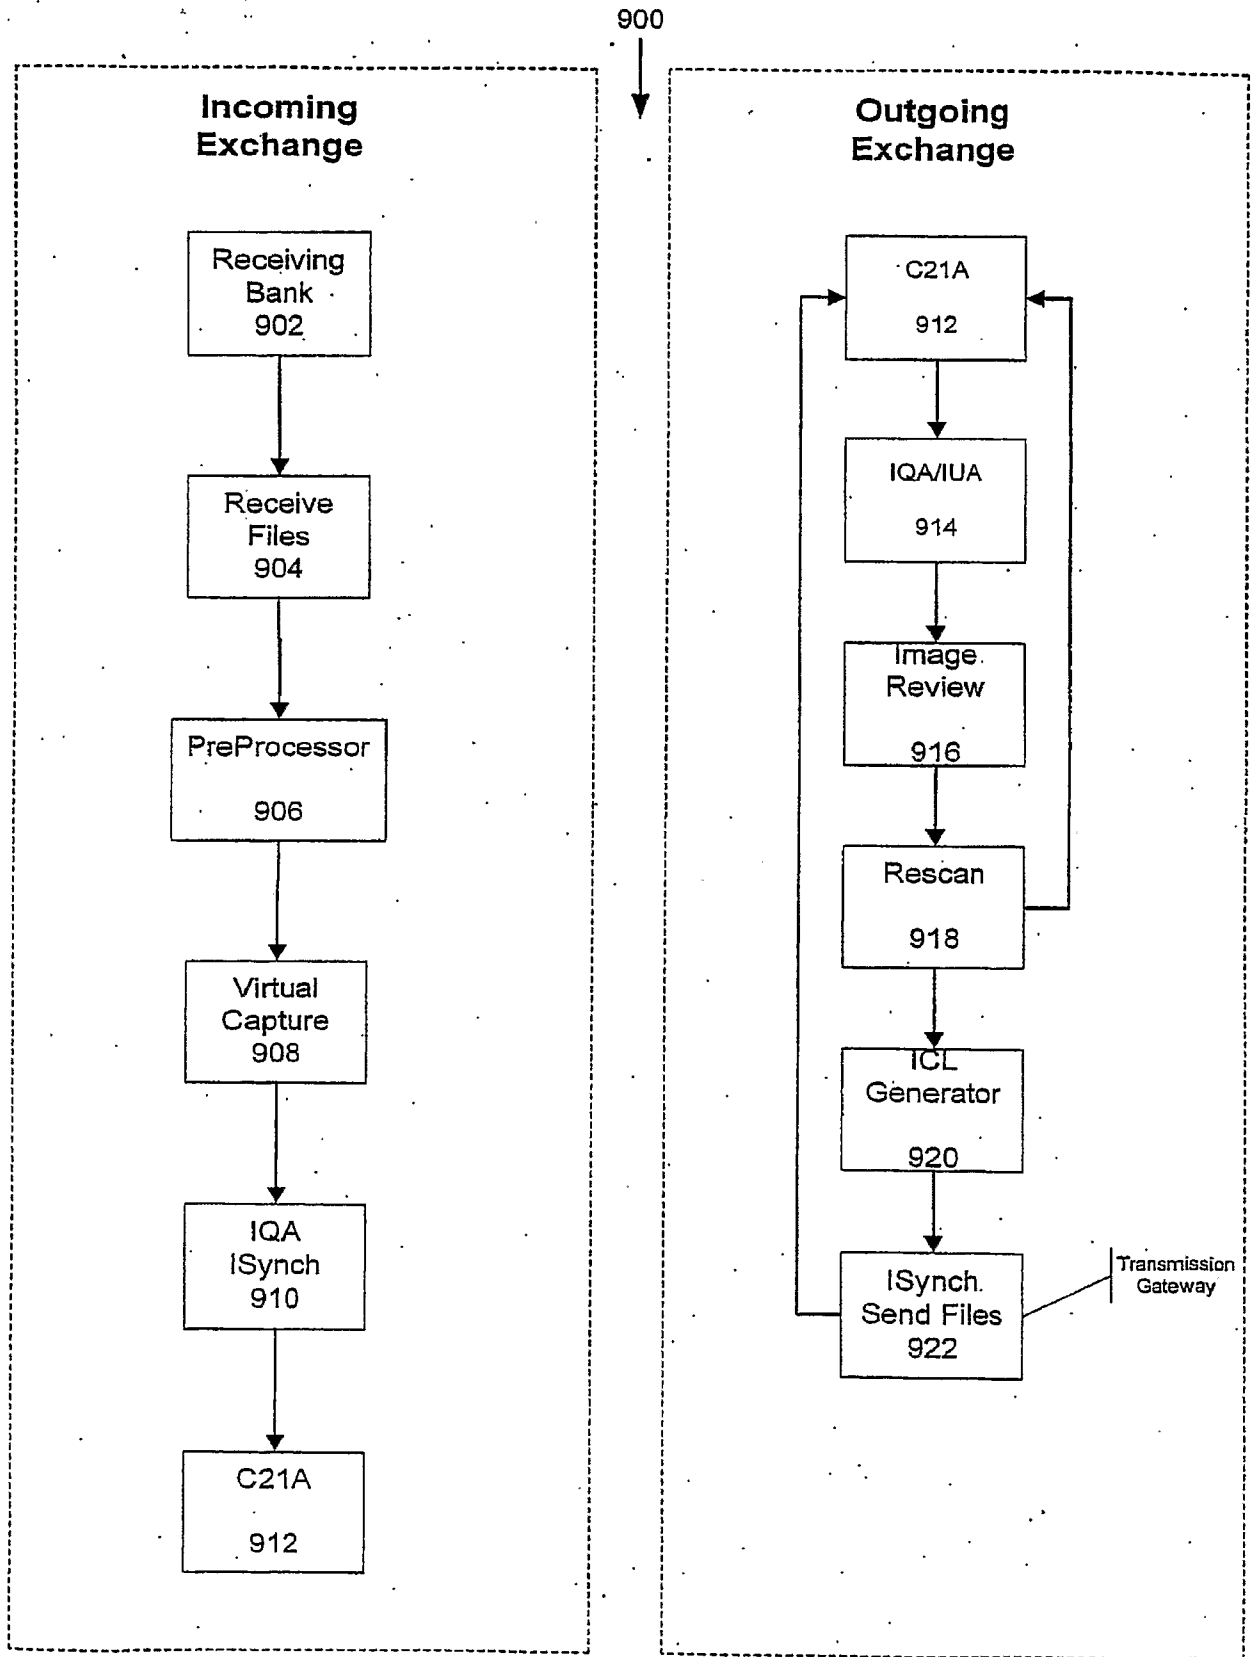 900
Incoming
Exchange
Receiving
Bank
902
Receive
Files
904
PreProcessor
906
Virtual
Capture
908
IQA
ISynch
910
C21A
912
Outgoing
Exchange
C21A
912
IQA/IUA
914
Image
Review
916
Rescan
918
ICL
Generator
920
ISynch
Send Files
922
Transmission
Gateway